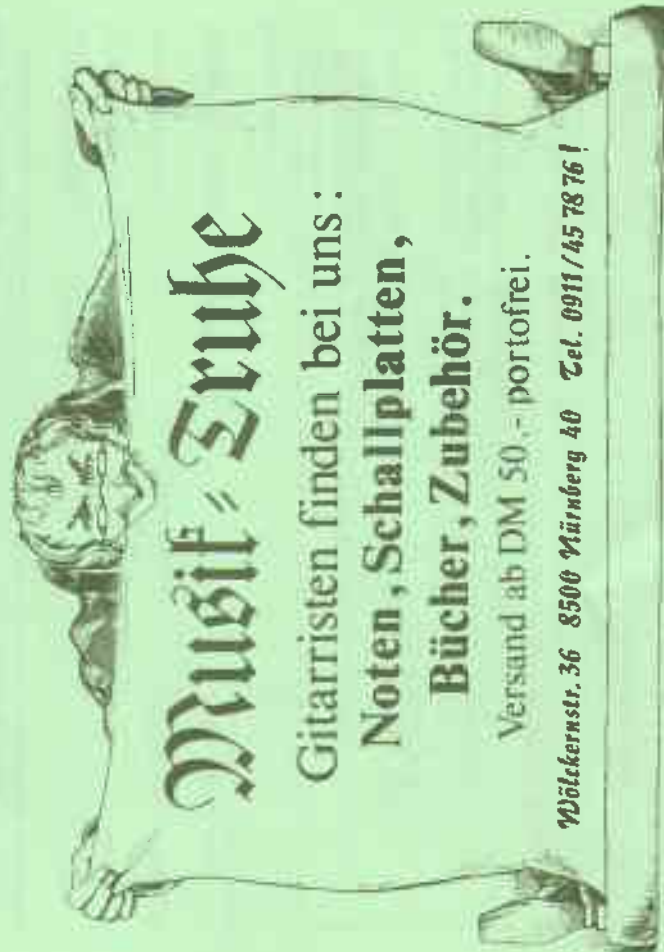 Musik-Truhe
Gitarristen finden bei uns:
Noten, Schallplatten,
Bücher, Zubehör.
Versand ab DM 50,- portofrei.
Wölckernstr. 36 8500 Nürnberg 40 Tel. 0911/45 78 76!